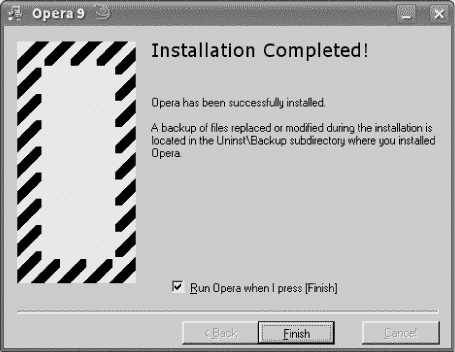 Opera 9
Installation Completed!
Opera has been successfully installed.
A backup of files replaced or modified during the installation is
located in the Uninst\Backup subdirectory where you installed
Opera.
Run Opera when I press [Finish]
< Back
Finish
Cancel